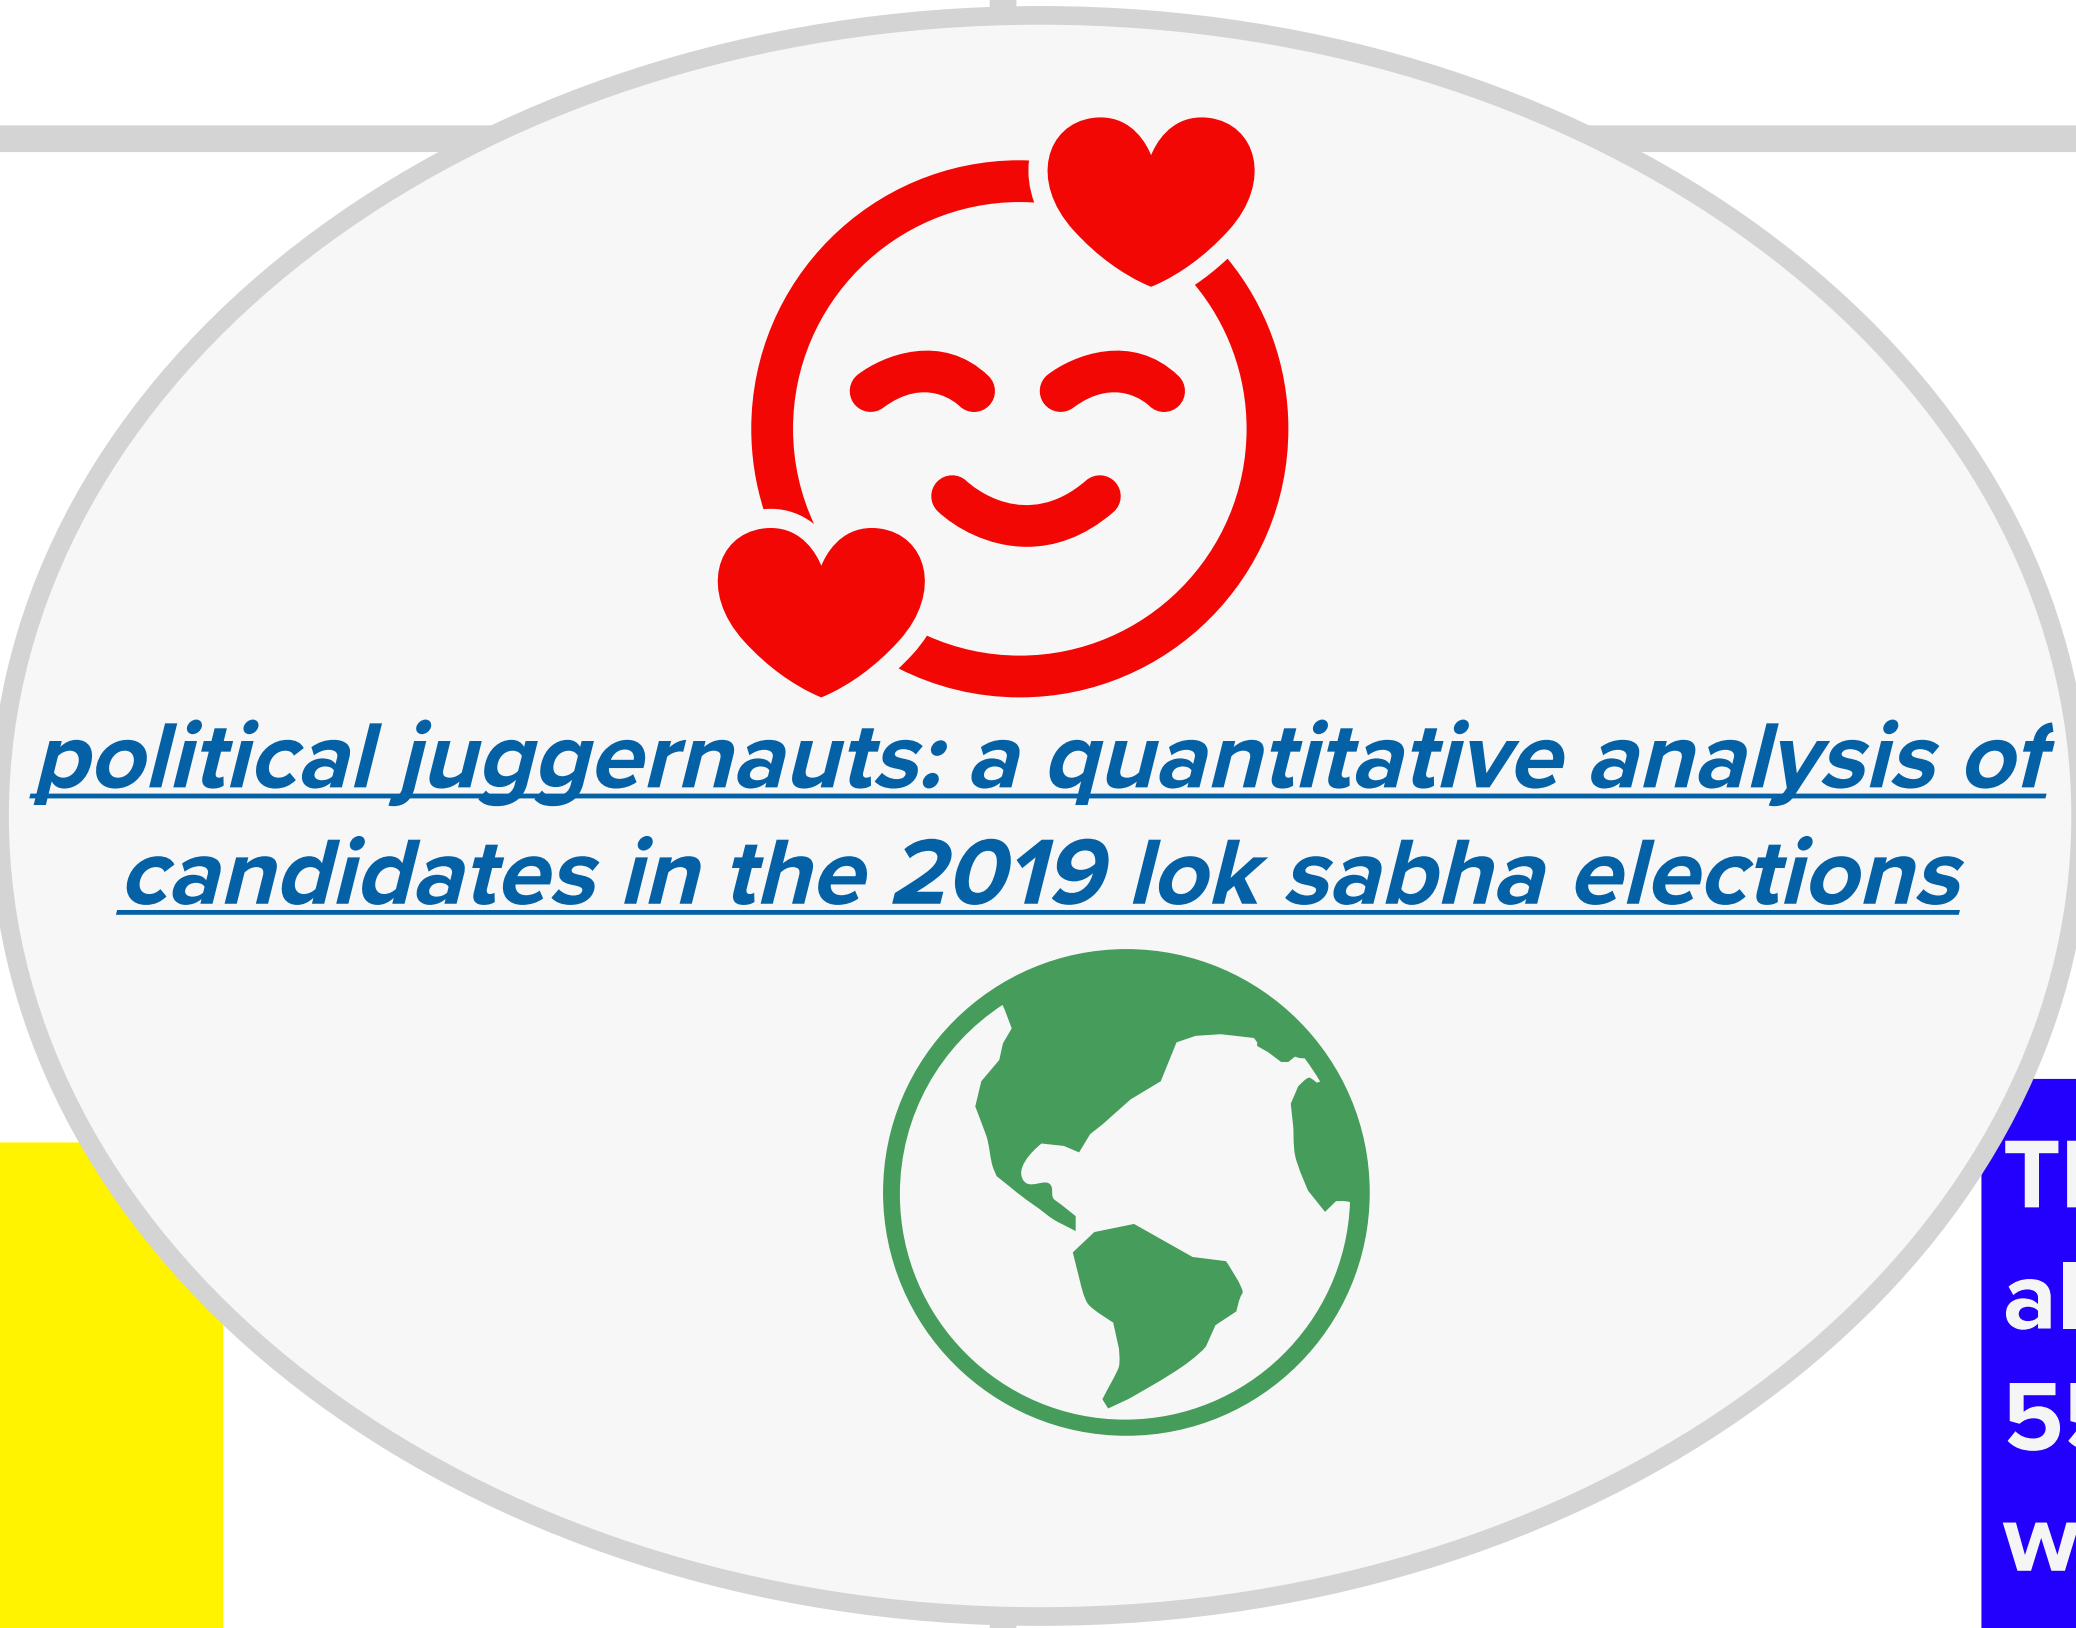 political juggernauts: a quantitative analysis of
candidates in the 2019 lok sabha elections